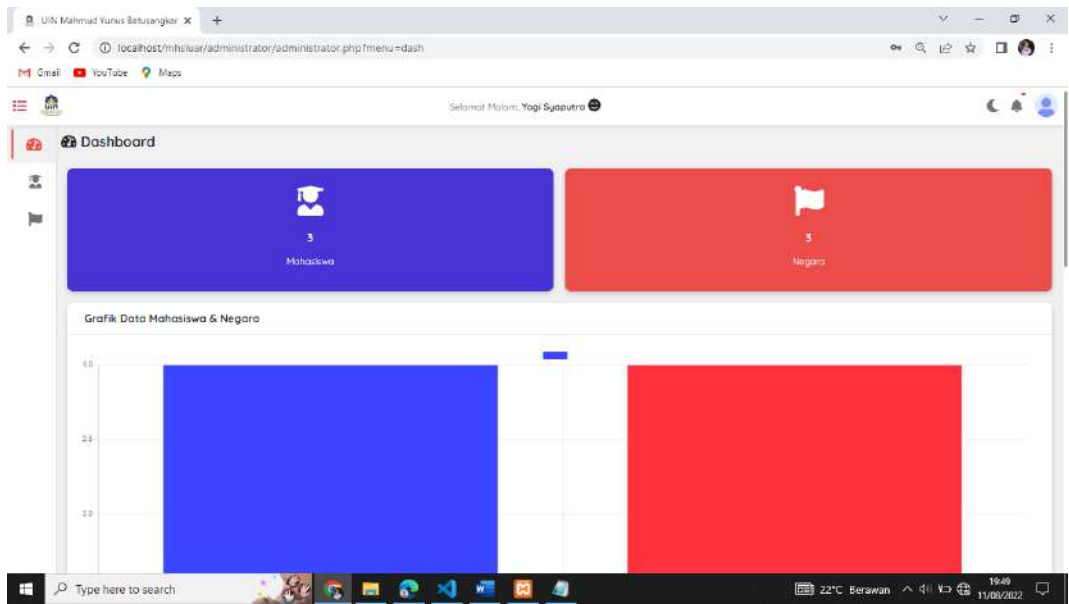 UIN Mahmud Yunus Batusangkar
localhost/mhsluar/administrator/administrator.php?menu=dash
Gmail YouTube Maps
UIN
Selamat Malam, Yogi Syaputra
Dashboard
3
Mahasiswa
3
Negara
Grafik Data Mahasiswa & Negara
3.0
2.5
2.0
Type here to search
22°C Berawan
19:49
11/08/2022